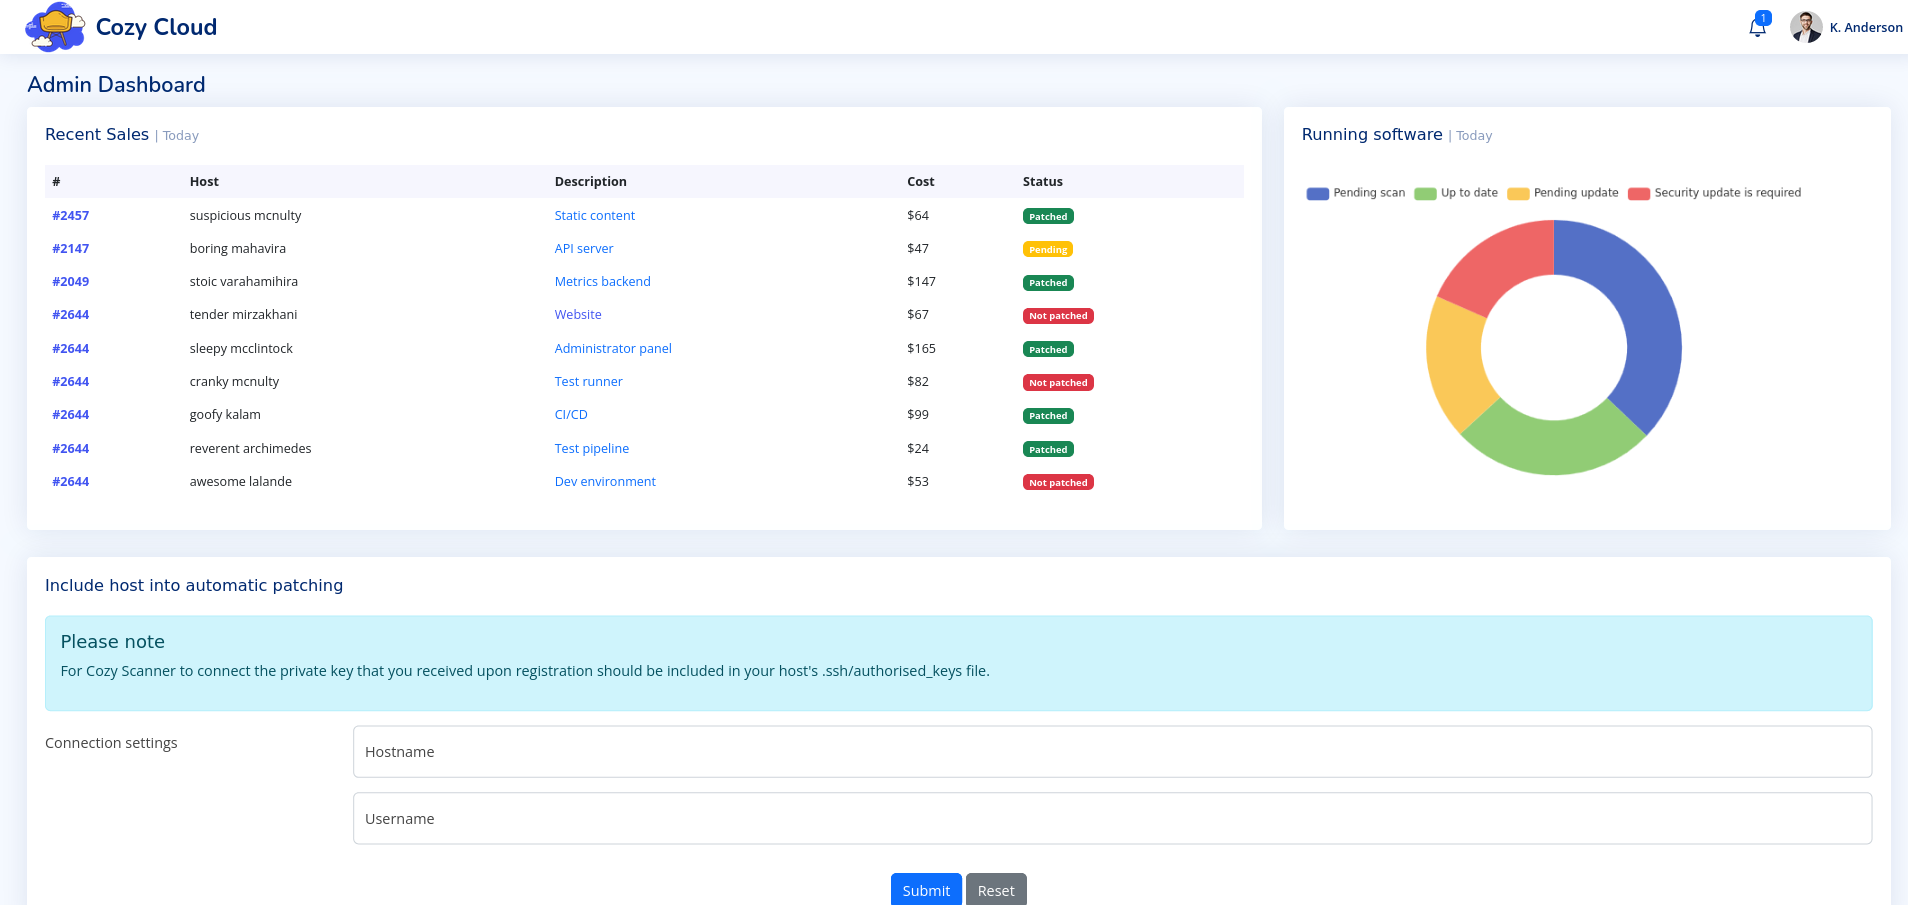 Cozy Cloud
1
K. Anderson
Admin Dashboard
Recent Sales | Today
# Host Description Cost Status
#2457 suspicious mcnulty Static content $64 Patched
#2147 boring mahavira API server $47 Pending
#2049 stoic varahamihira Metrics backend $147 Patched
#2644 tender mirzakhani Website $67 Not patched
#2644 sleepy mcclintock Administrator panel $165 Patched
#2644 cranky mcnulty Test runner $82 Not patched
#2644 goofy kalam CI/CD $99 Patched
#2644 reverent archimedes Test pipeline $24 Patched
#2644 awesome lalande Dev environment $53 Not patched
Running software | Today
Pending scan Up to date Pending update Security update is required
Include host into automatic patching
Please note
For Cozy Scanner to connect the private key that you received upon registration should be included in your host's .ssh/authorised_keys file.
Connection settings
Hostname
Username
Submit Reset